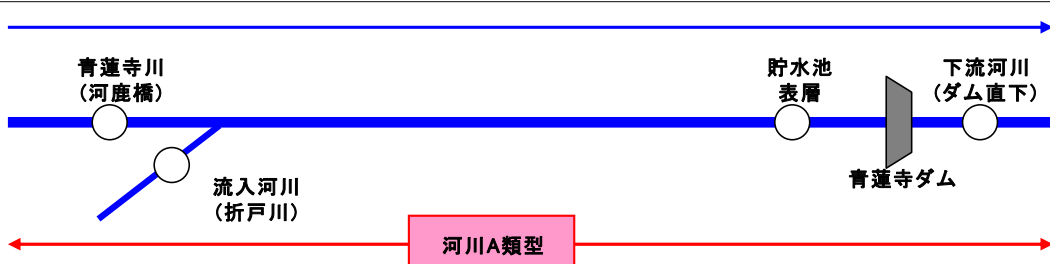 青蓮寺川
（河鹿橋）
流入河川
（折戸川）
貯水池
表層
下流河川
（ダム直下）
青蓮寺ダム
河川A類型